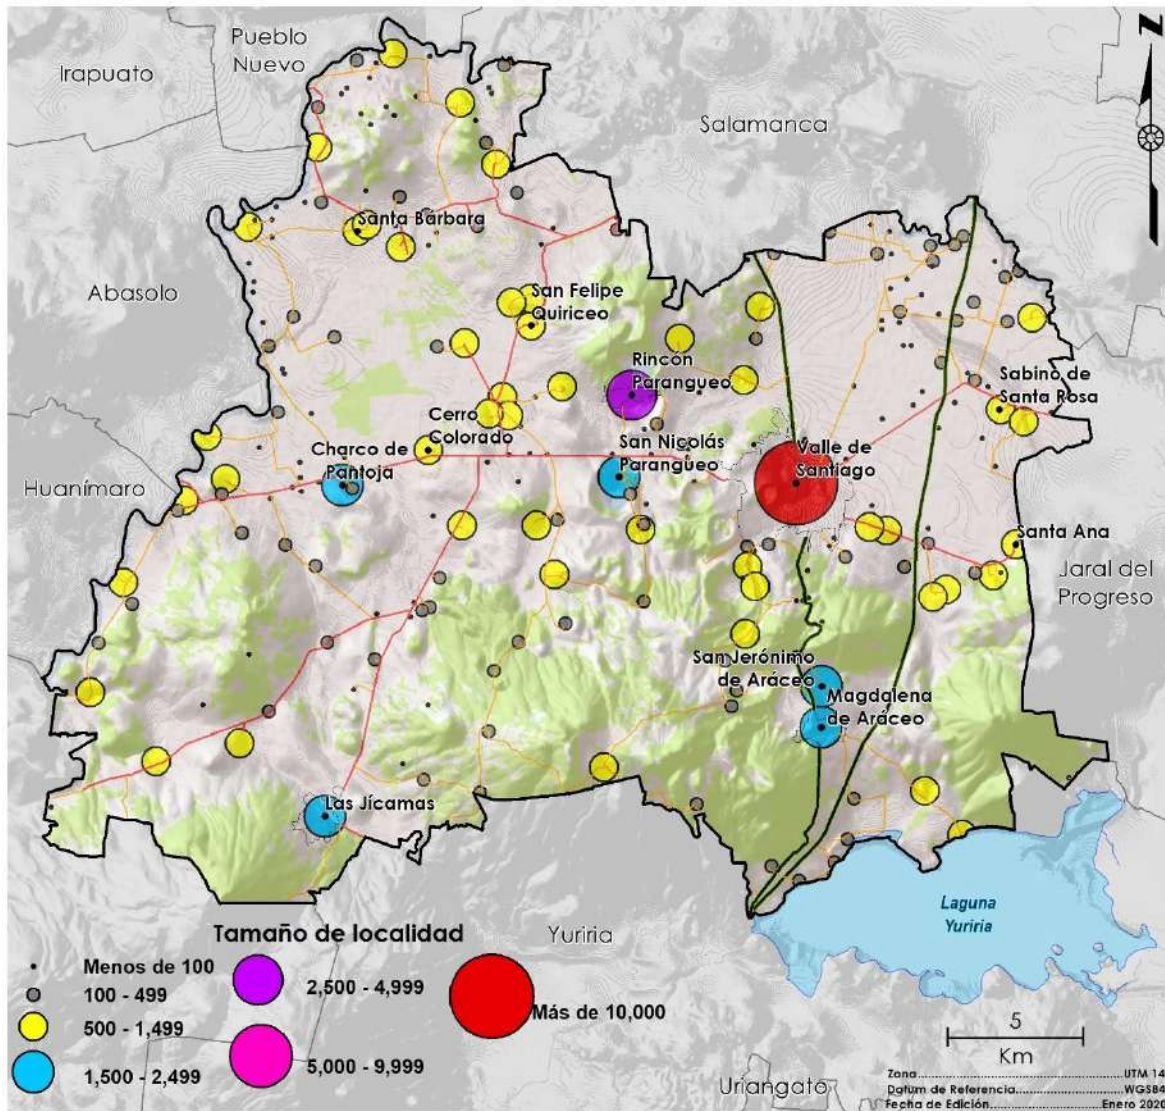 Pueblo
Nuevo
Irapuato
Z
Salamanca
Santa Bárbara
Abasolo
San Felipe
Quiriceo
Rincón
Parangueo
Sabino de
Santa Rosa
Cerro
Colorado
Charco de
Pantoja
San Nicolás
Parangueo
Valle de
Santiago
Huanímaro
Santa Ana
Jaral del
Progreso
San Jerónimo
de Aráceo
Magdalena
de Aráceo
Las Jícamas
Laguna
Yuriria
Yuriria
Tamaño de localidad
Menos de 100
100 - 499
500 - 1,499
1,500 - 2,499
2,500 - 4,999
5,000 - 9,999
Más de 10,000
5
Km
Uriangato
Zona UTM 14
Datum de Referencia WGS84
Fecha de Edición Enero 2020